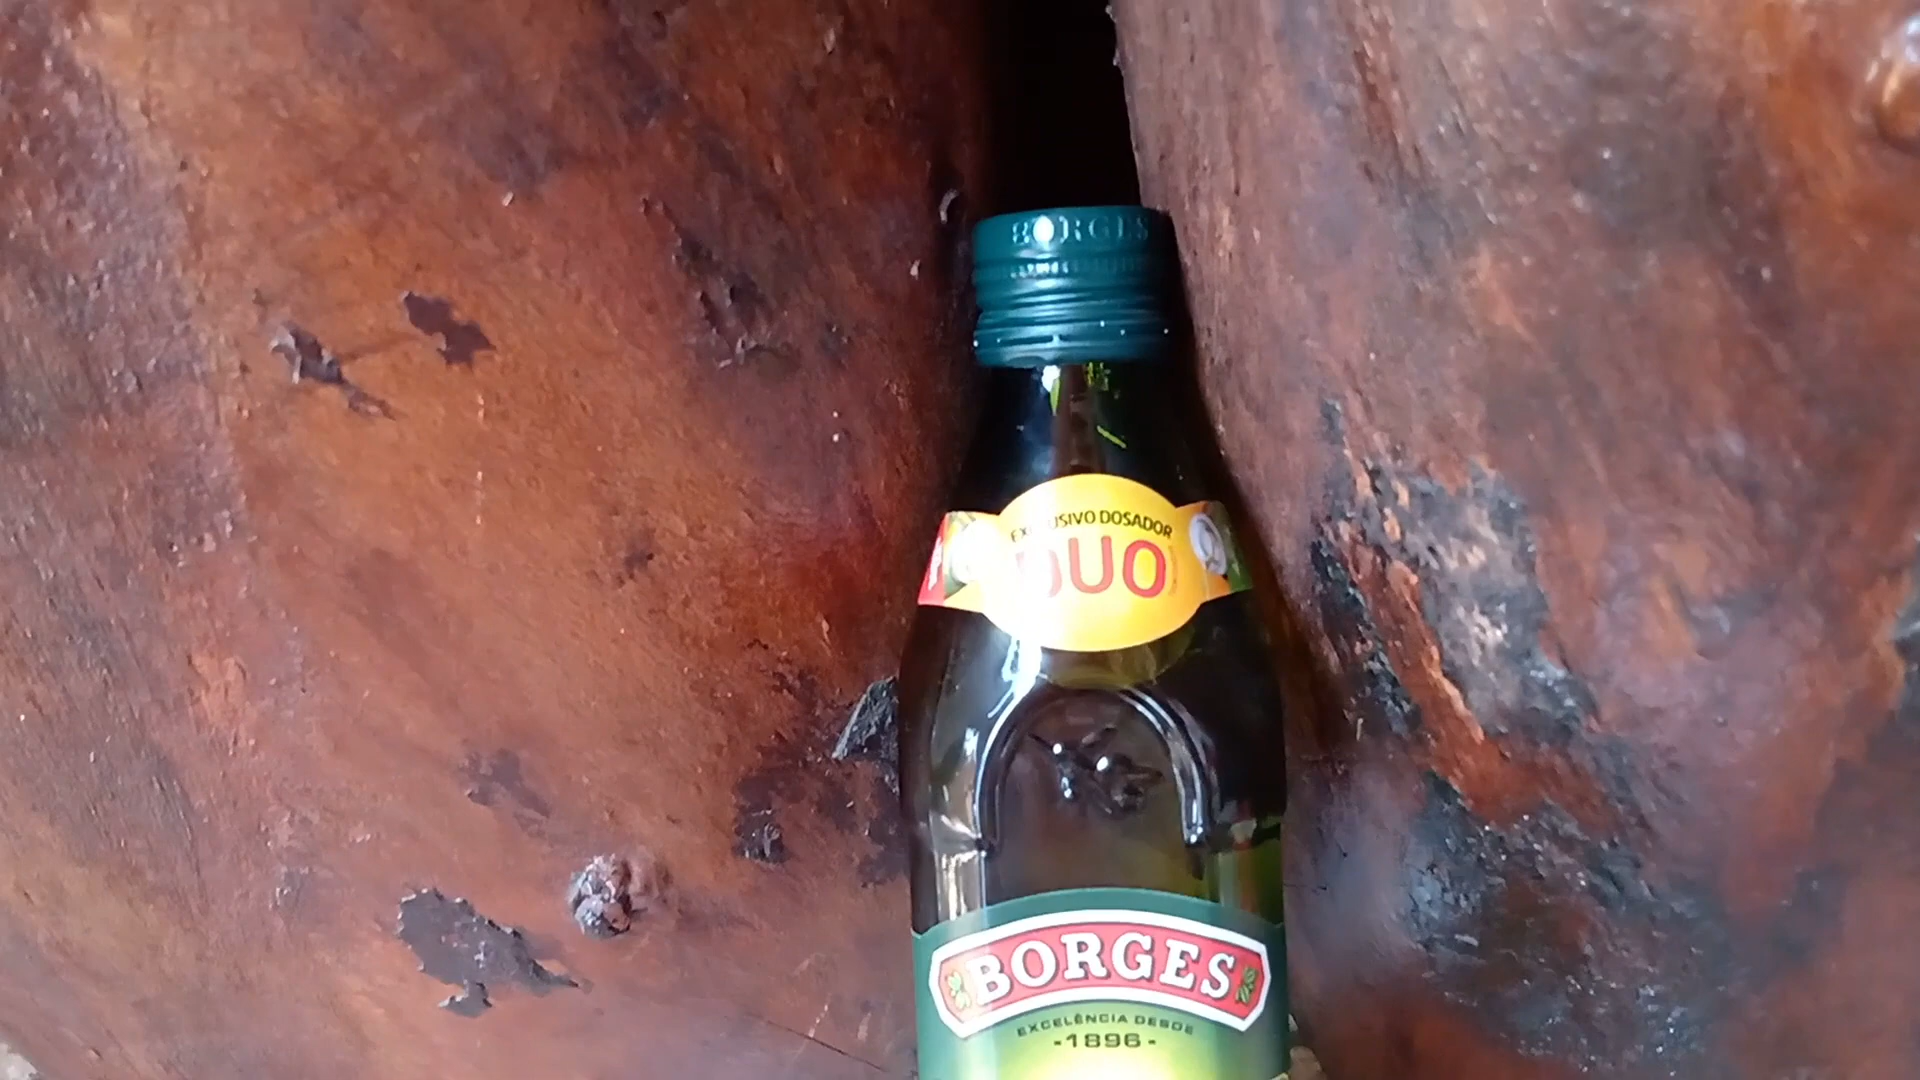 BORGES
EXCLUSIVO DOSADOR
DUO
BORGES
EXCELÊNCIA DESDE
-1896-